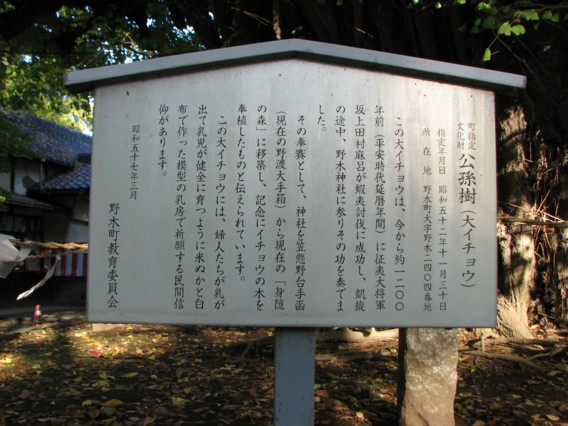 町指定
文化財
公孫樹(大イチョウ)
指定年月日 昭和五十二年十一月三十日
所在地 野木町大字野木二四〇四番地
この大イチョウは、今から約一二〇〇
年前(平安時代延暦年間)に征夷大将軍
坂上田村麻呂が蝦夷討伐に成功し、凱旋
の途中、野木神社に参りその功を奏でま
した。
その奉賽として、神社を笠懸野台手函
(現在の野渡大手箱)から現在の「身隠
の森」に移築し、記念にイチョウの木を
奉植したものと伝えられています。
この大イチョウには、婦人たちが乳が
出て乳児が健全に育つように米ぬかと白
布で作った模型の乳房で祈願する民間信
仰があります。
昭和五十七年三月
野木町教育委員会